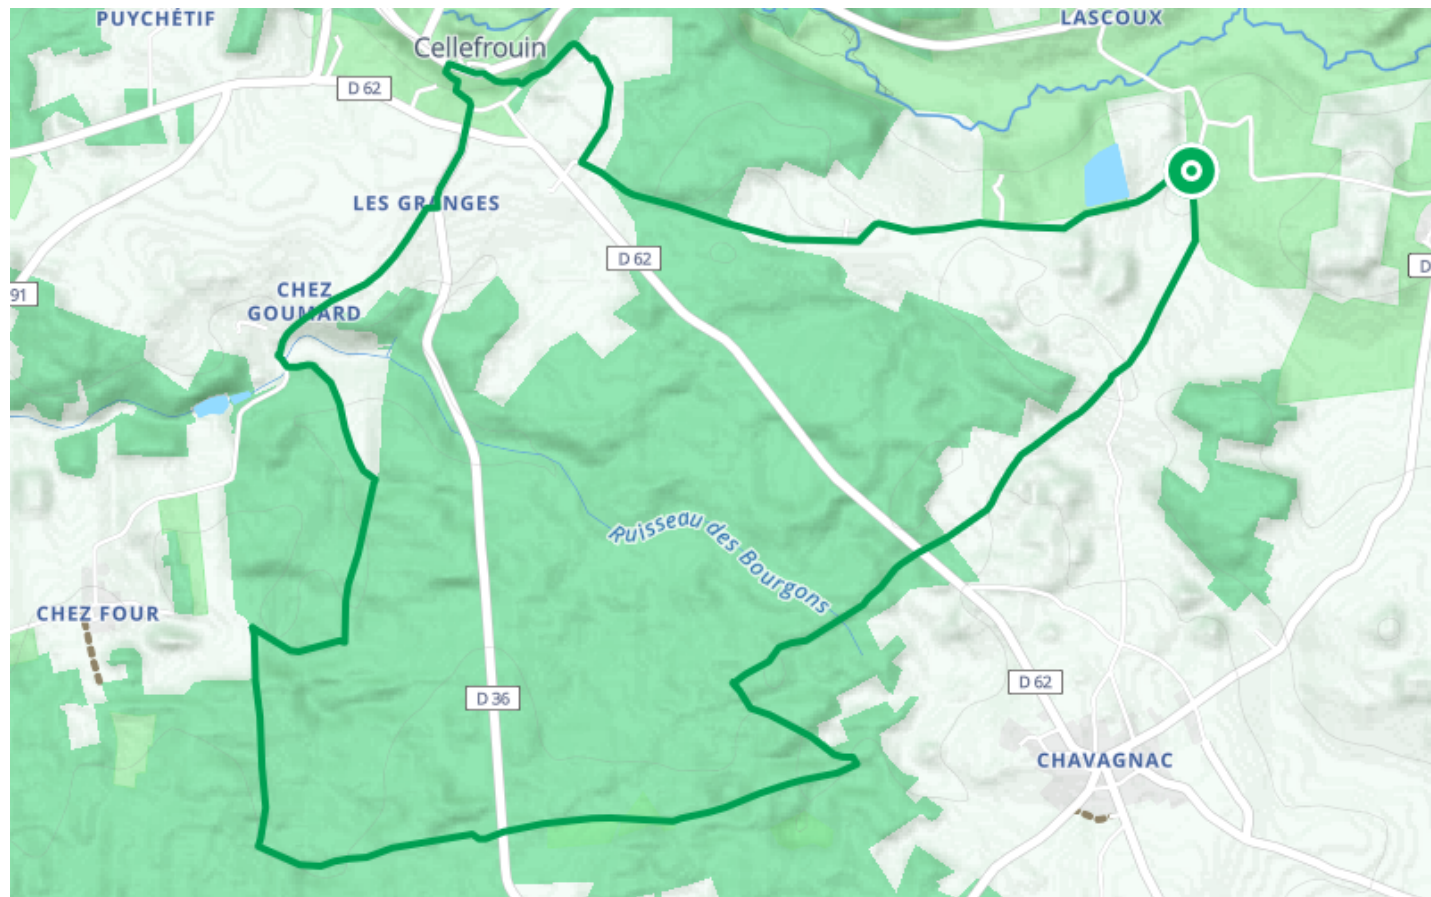 PUYCHÉTIF
LASCOUX
Cellefrouin
D 62
LES GRANGES
D 62
D
91
CHEZ
GOUMARD
Ruisseau des Bourgons
CHEZ FOUR
D 62
D 36
CHAVAGNAC